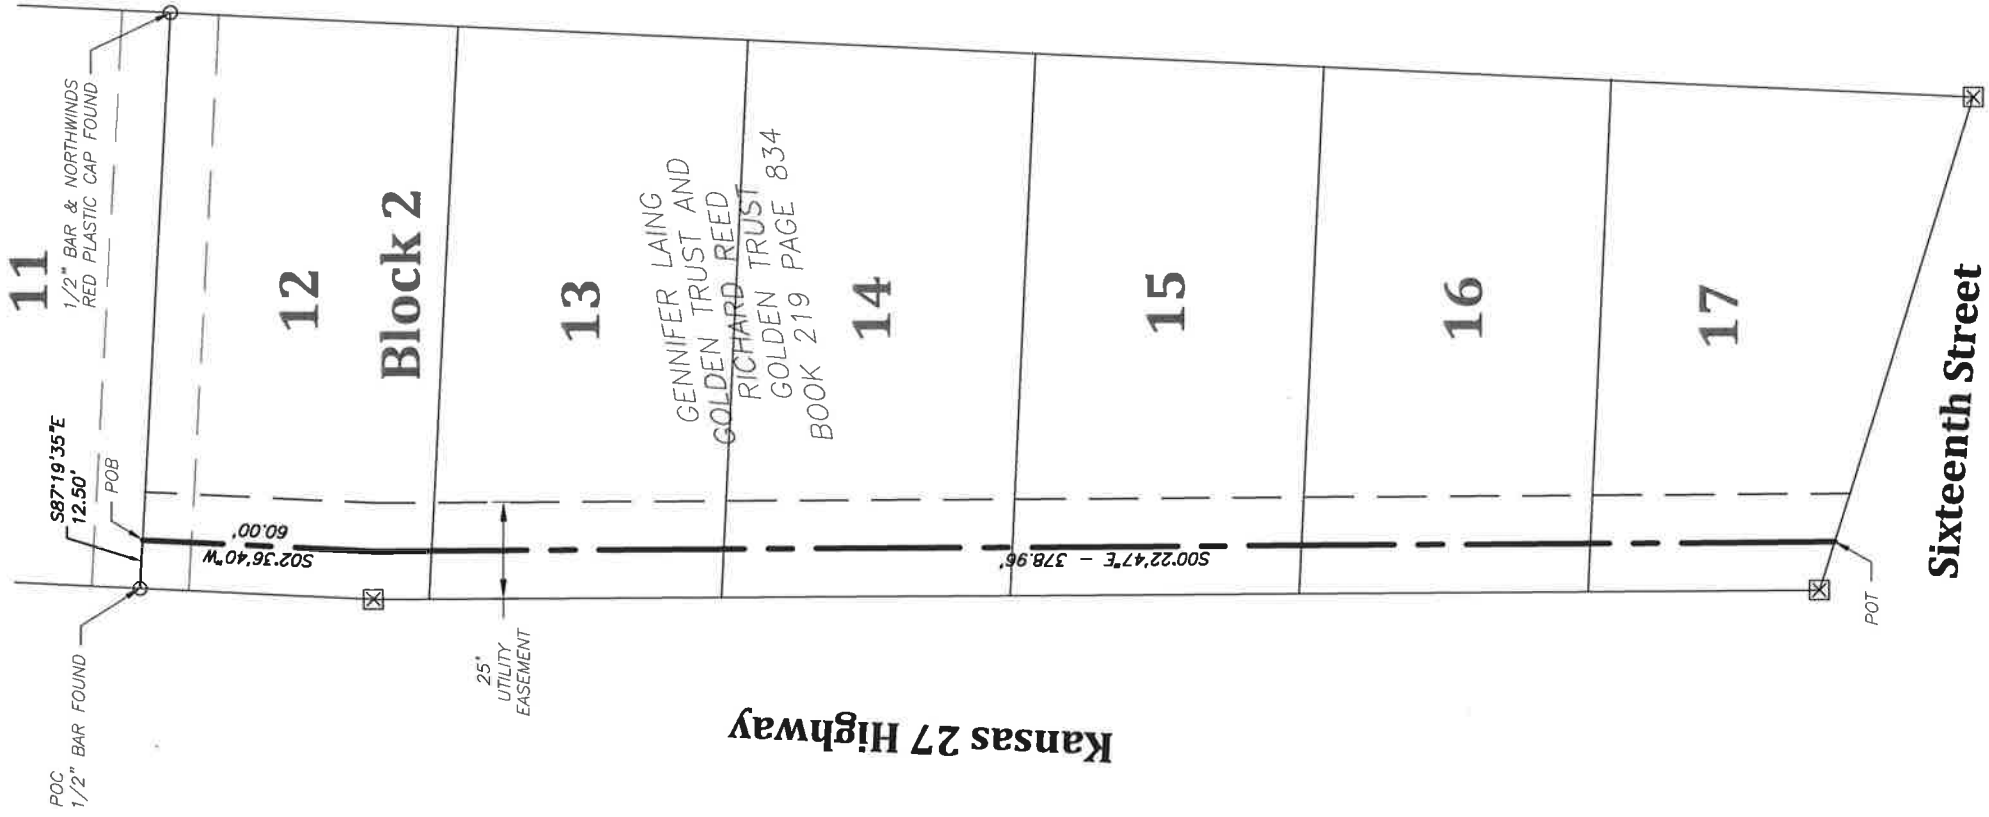 11
1/2" BAR & NORTHWINDS
RED PLASTIC CAP FOUND
S87°19'35"E
12.50'
POB
POC
1/2" BAR FOUND
12
Block 2
S02°36'40"W
60.00'
25'
UTILITY
EASEMENT
13
GENNIFER LAING
GOLDEN TRUST AND
GOLDEN REED
RICHARD TRUST
GOLDEN TRUST
BOOK 219 PAGE 834
14
S00°22'47"E - 378.96'
15
16
17
POT
Kansas 27 Highway
Sixteenth Street